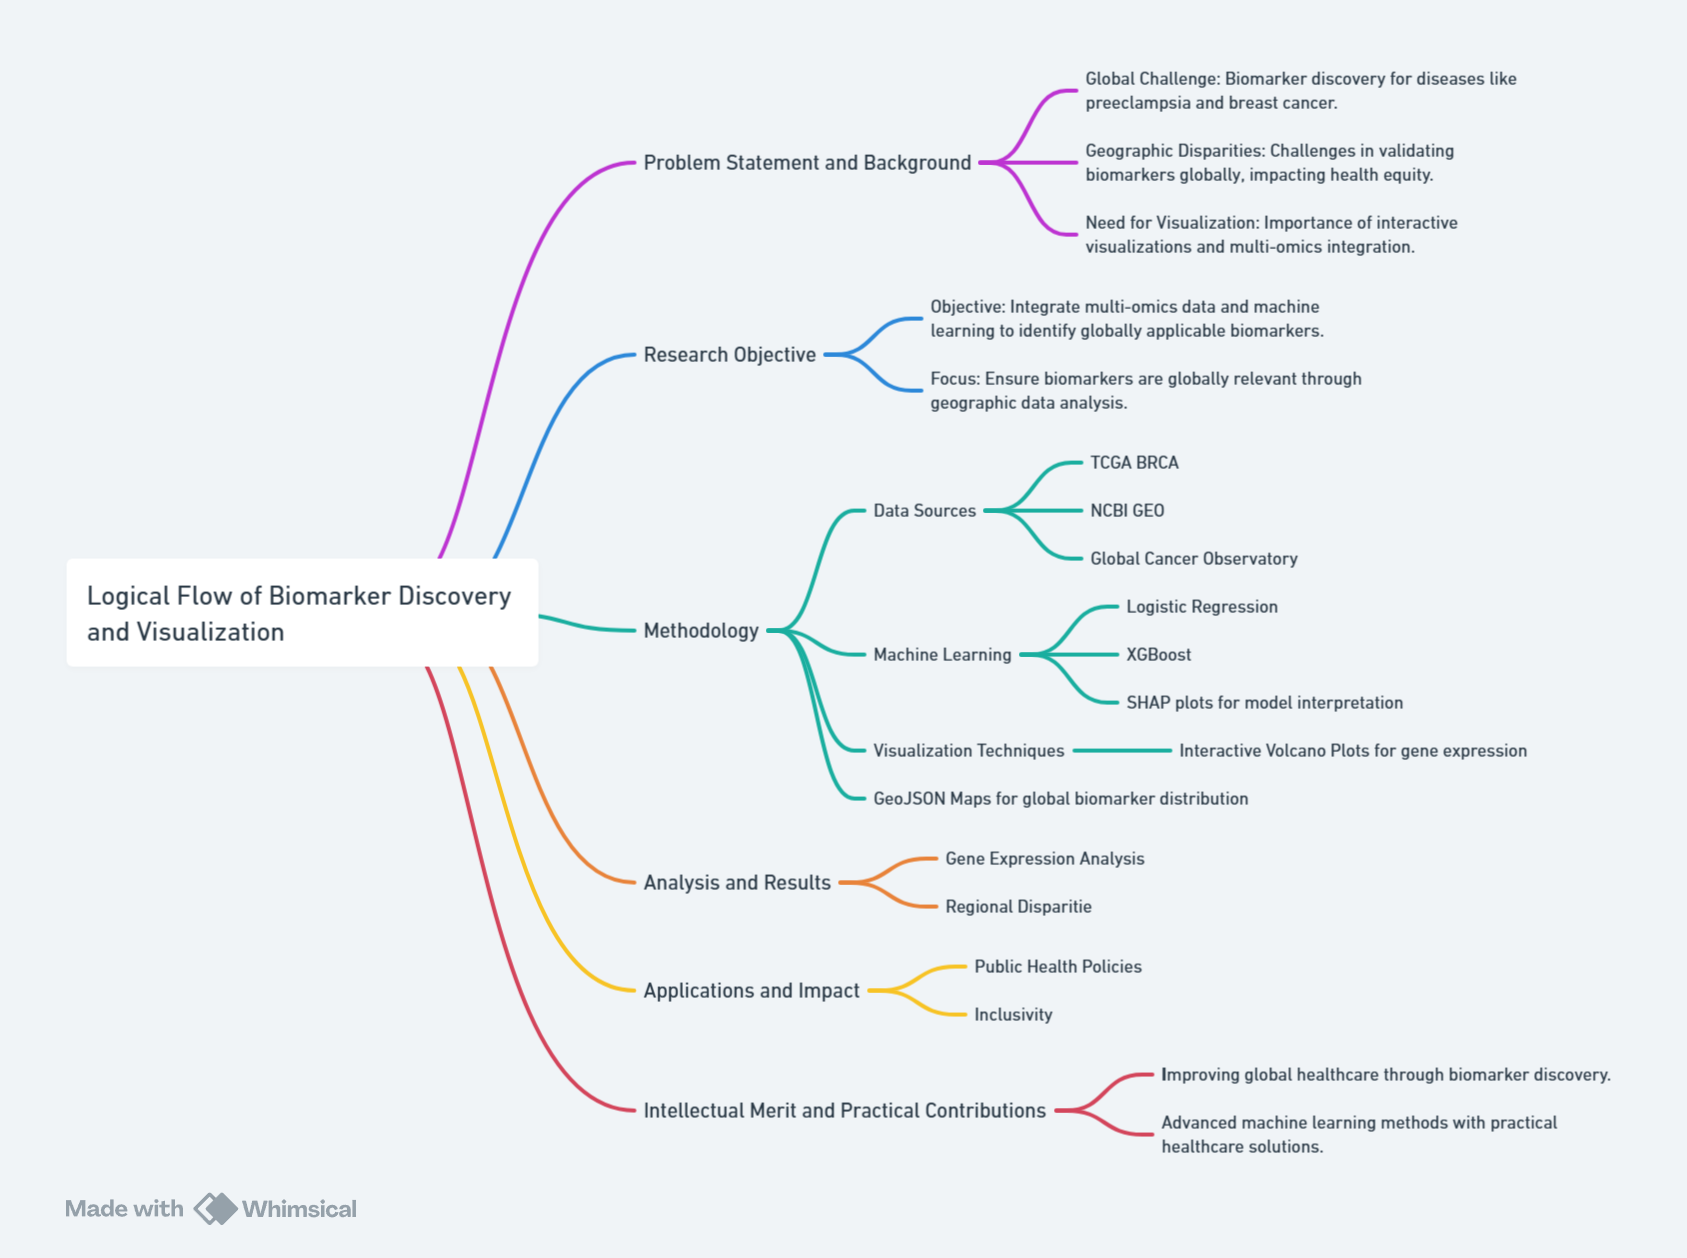 Global Challenge: Biomarker discovery for diseases like
preeclampsia and breast cancer.
Problem Statement and Background
Geographic Disparities: Challenges in validating
biomarkers globally, impacting health equity.
Need for Visualization: Importance of interactive
visualizations and multi-omics integration.
Objective: Integrate multi-omics data and machine
learning to identify globally applicable biomarkers.
Research Objective
Focus: Ensure biomarkers are globally relevant through
geographic data analysis.
TCGA BRCA
Data Sources
NCBI GEO
Global Cancer Observatory
Logical Flow of Biomarker Discovery
and Visualization
Methodology
Logistic Regression
Machine Learning
XGBoost
SHAP plots for model interpretation
Visualization Techniques
Interactive Volcano Plots for gene expression
GeoJSON Maps for global biomarker distribution
Gene Expression Analysis
Analysis and Results
Regional Disparitie
Public Health Policies
Applications and Impact
Inclusivity
Improving global healthcare through biomarker discovery.
Intellectual Merit and Practical Contributions
Advanced machine learning methods with practical
healthcare solutions.
Made with Whimsical